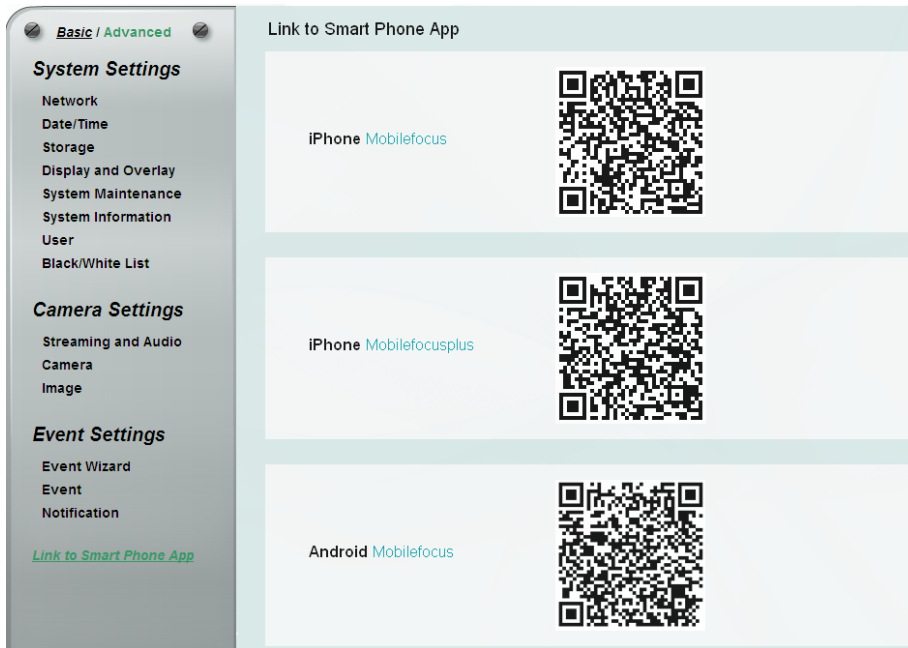 Basic / Advanced
System Settings
Network
Date/Time
Storage
Display and Overlay
System Maintenance
System Information
User
Black/White List
Camera Settings
Streaming and Audio
Camera
Image
Event Settings
Event Wizard
Event
Notification
Link to Smart Phone App
Link to Smart Phone App
iPhone Mobilefocus
iPhone Mobilefocusplus
Android Mobilefocus